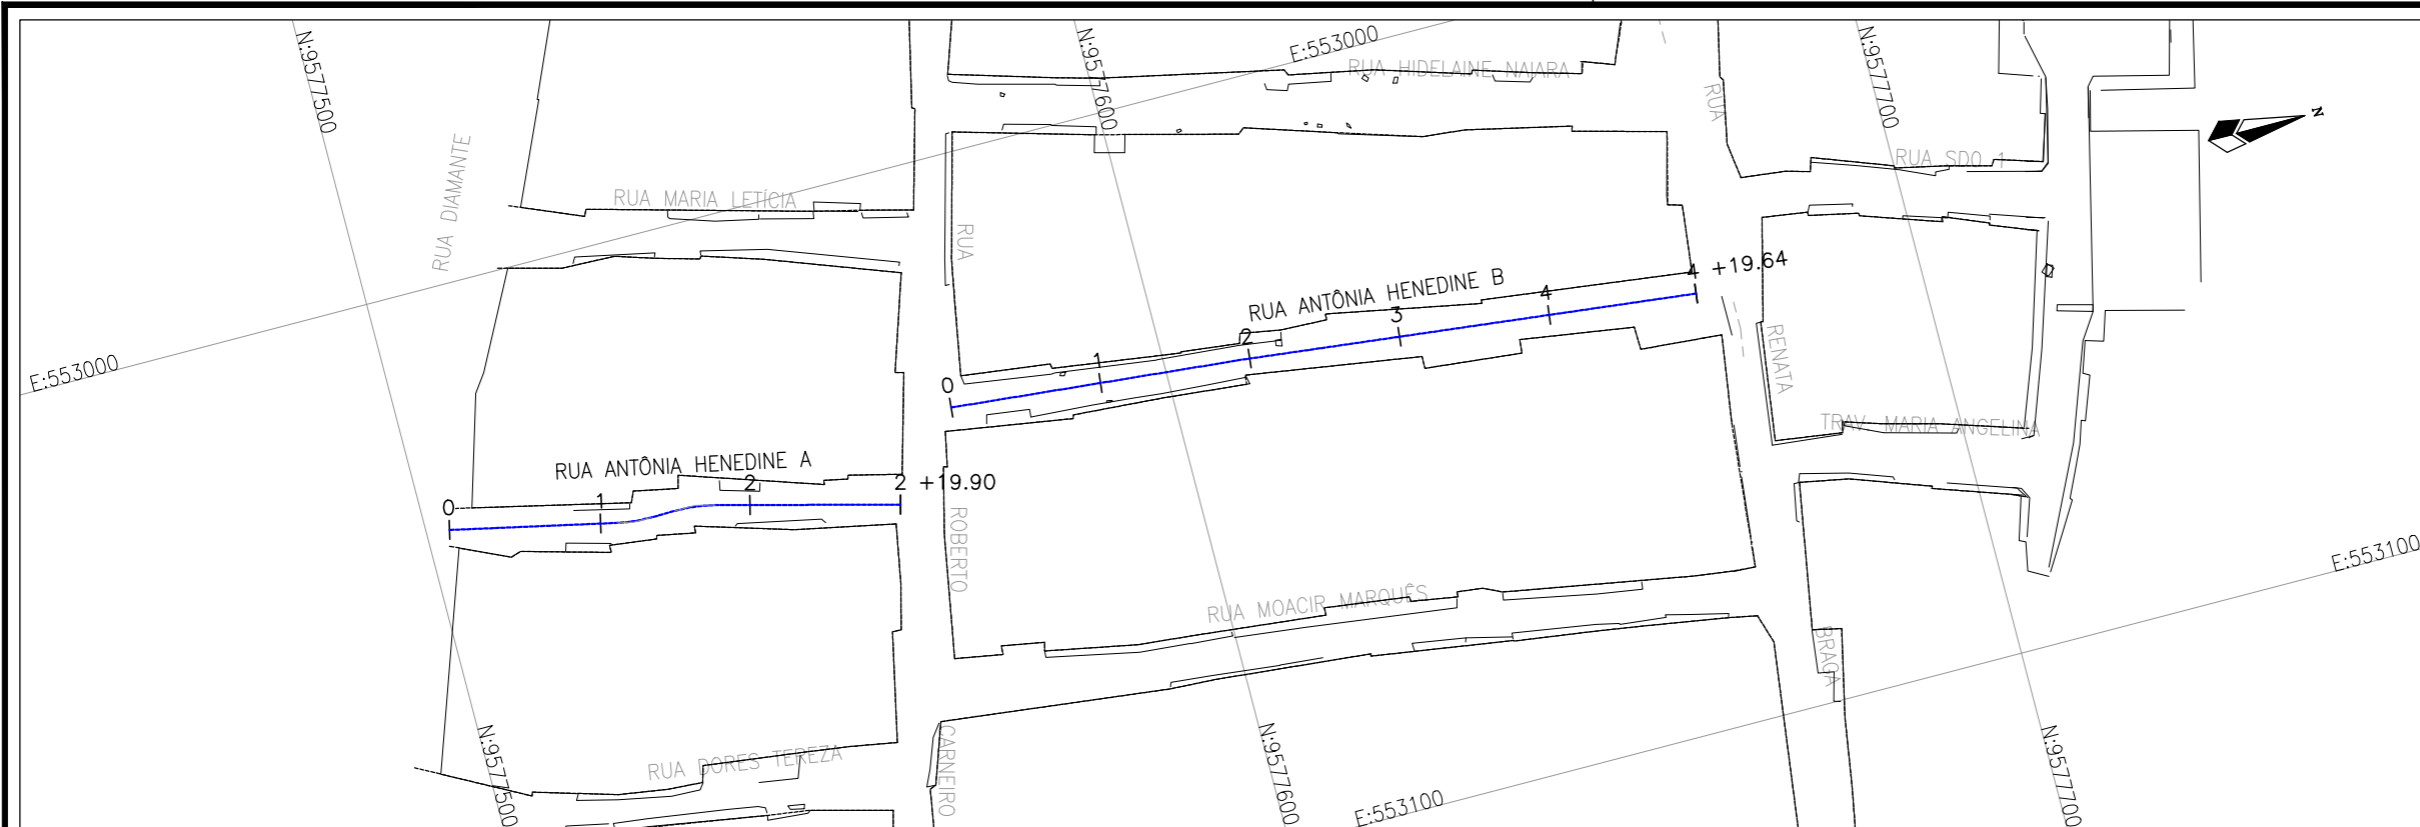 N:9577500
N:9577600
E:553000
RUA HIDELAINE NAIARA
RUA
N:9577700
N
RUA DIAMANTE
RUA MARIA LETÍCIA
RUA SDO 1
RUA
4 +19.64
RUA ANTÔNIA HENEDINE B
0
1
2
3
4
E:553000
RENATA
TRAV. MARIA ANGELINA
RUA ANTÔNIA HENEDINE A
0
1
2
2 +19.90
ROBERTO
E:553100
RUA MOACIR MARQUÊS
BRAGA
RUA DORES TEREZA
CARNEIRO
N:9577500
N:9577600
E:553100
N:9577700